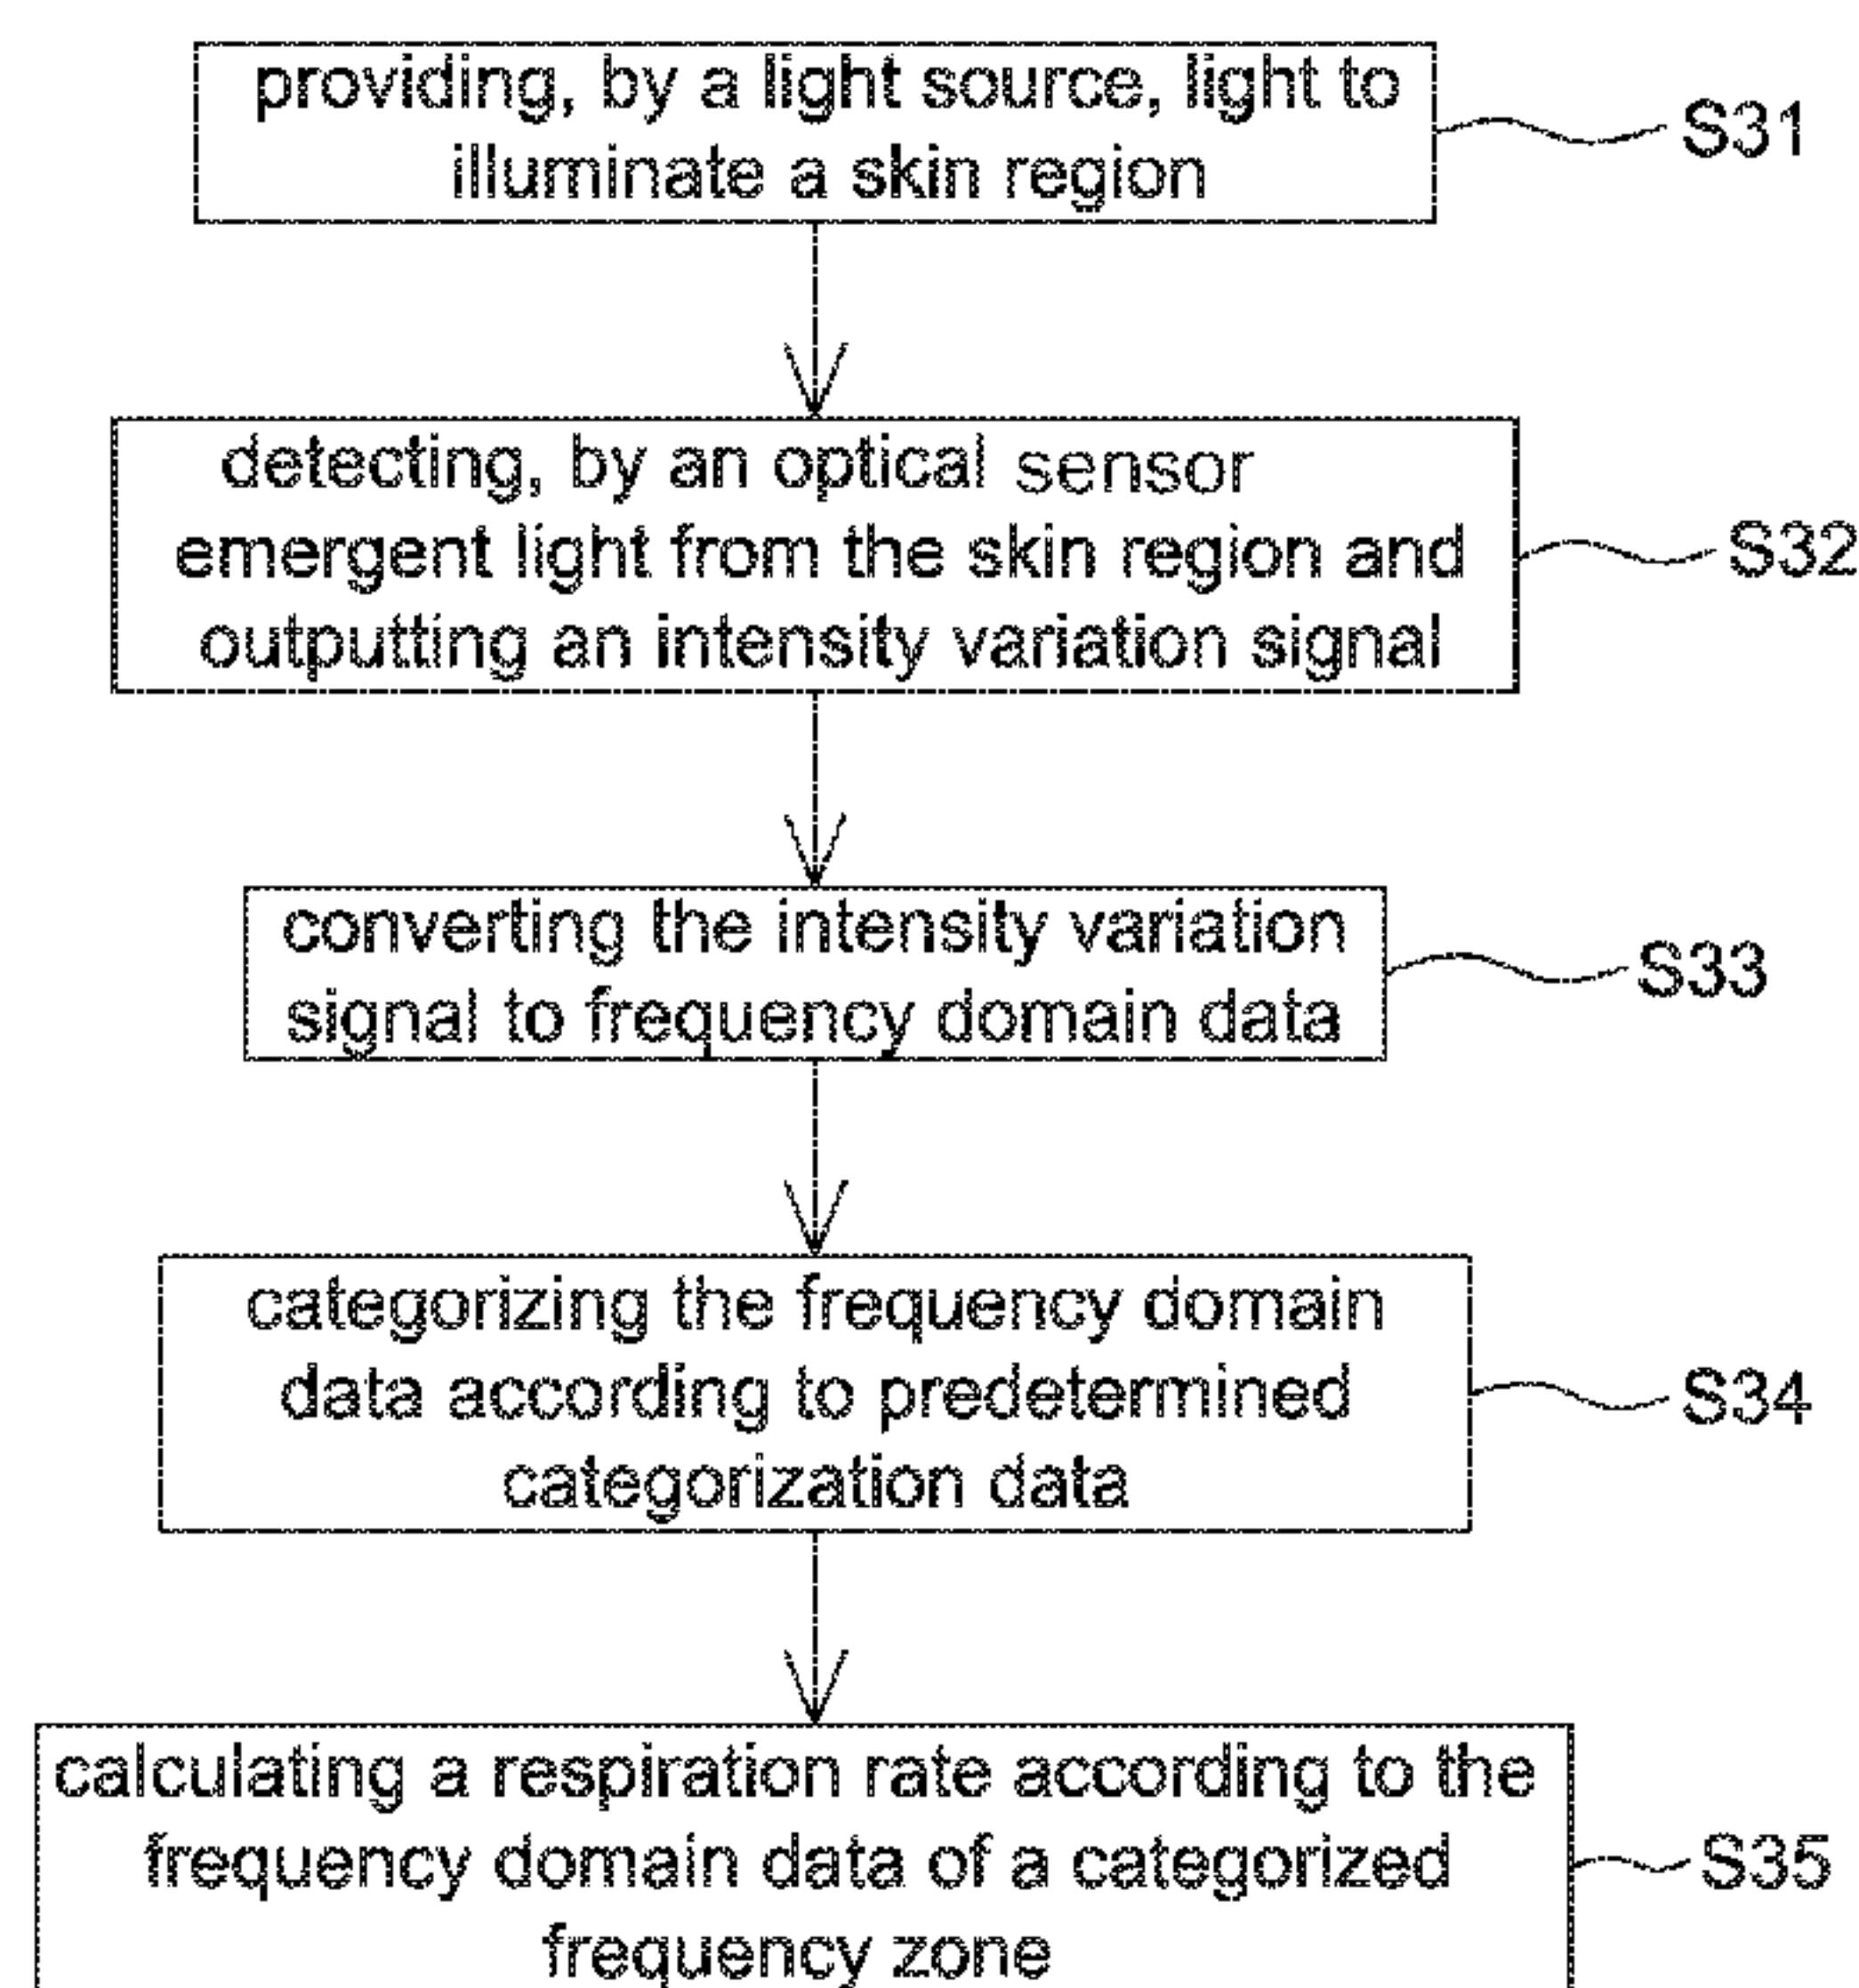 providing, by a light source, light to
illuminate a skin region
S31
detecting, by an optical sensor
emergent light from the skin region and
outputting an intensity variation signal
S32
converting the intensity variation
signal to frequency domain data
S33
categorizing the frequency domain
data according to predetermined
categorization data
S34
calculating a respiration rate according to the
frequency domain data of a categorized
frequency zone
S35